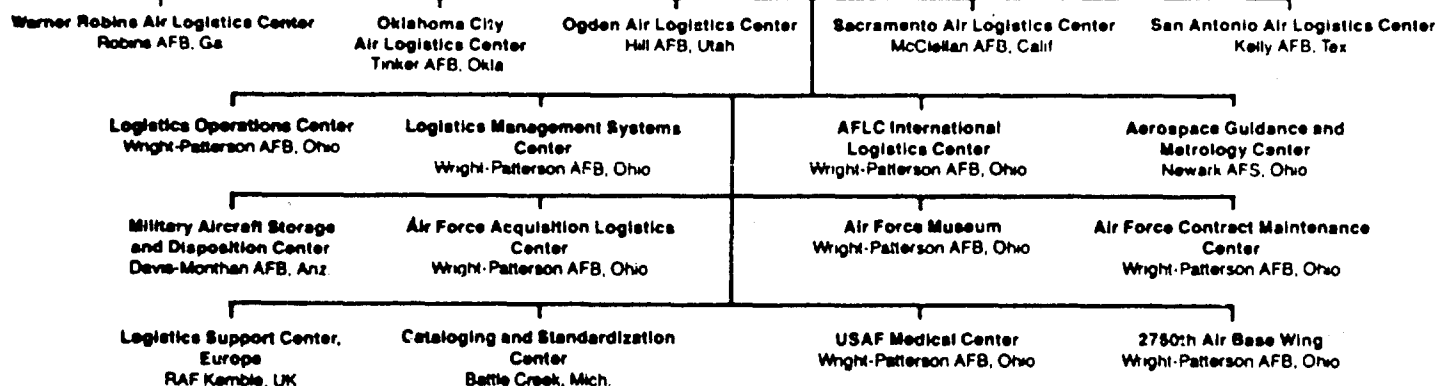 Warner Robins Air Logistics Center
Robins AFB, Ga
Oklahoma City
Air Logistics Center
Tinker AFB, Okla
Ogden Air Logistics Center
Hill AFB, Utah
Sacramento Air Logistics Center
McClellan AFB, Calif
San Antonio Air Logistics Center
Kelly AFB, Tex
Logistics Operations Center
Wright-Patterson AFB, Ohio
Logistics Management Systems
Center
Wright-Patterson AFB, Ohio
AFLC International
Logistics Center
Wright-Patterson AFB, Ohio
Aerospace Guidance and
Metrology Center
Newark AFS, Ohio
Military Aircraft Storage
and Disposition Center
Davis-Monthan AFB, Ariz.
Air Force Acquisition Logistics
Center
Wright-Patterson AFB, Ohio
Air Force Museum
Wright-Patterson AFB, Ohio
Air Force Contract Maintenance
Center
Wright-Patterson AFB, Ohio
Logistics Support Center,
Europe
RAF Kemble, UK
Cataloging and Standardization
Center
Battle Creek, Mich.
USAF Medical Center
Wright-Patterson AFB, Ohio
2750th Air Base Wing
Wright-Patterson AFB, Ohio